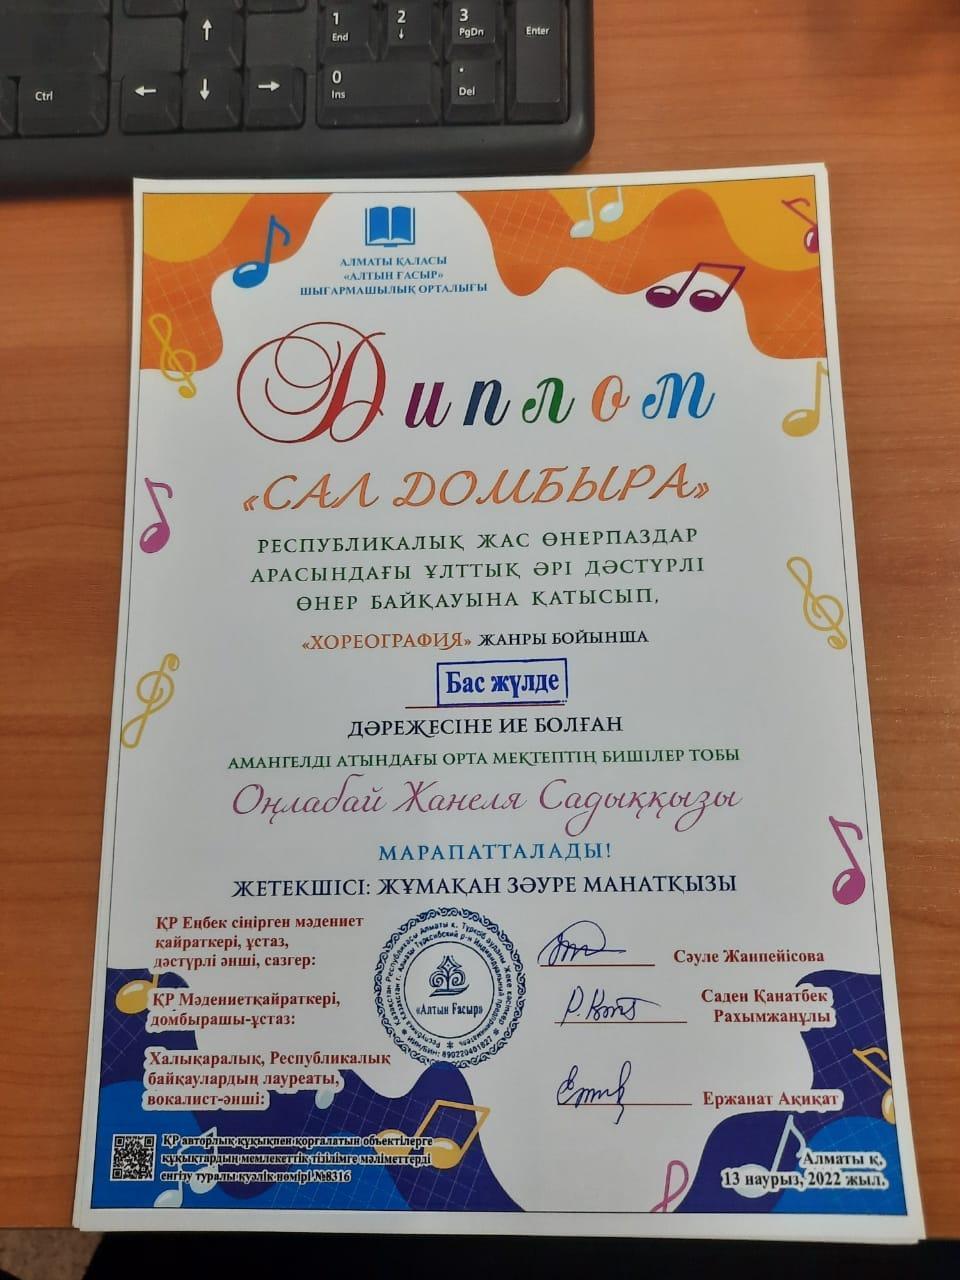 1
End
2
3
PgDn
Enter
Ctrl
0
Ins
.
Del
АЛМАТЫ ҚАЛАСЫ
«АЛТЫН ҒАСЫР»
ШЫҒАРМАШЫЛЫҚ ОРТАЛЫҒЫ
Диплом
«САЛ ДОМБЫРА»
РЕСПУБЛИКАЛЫҚ ЖАС ӨНЕРПАЗДАР
АРАСЫНДАҒЫ ҰЛТТЫҚ ӘРІ ДӘСТҮРЛІ
ӨНЕР БАЙҚАУЫНА ҚАТЫСЫП,
«ХОРЕОГРАФИЯ» ЖАНРЫ БОЙЫНША
Бас жүлде
ДӘРЕЖЕСІНЕ ИЕ БОЛҒАН
АМАНГЕЛДІ АТЫНДАҒЫ ОРТА МЕКТЕПТІҢ БИШІЛЕР ТОБЫ
Оңлабай Жанеля Садыққызы
МАРАПАТТАЛАДЫ!
ЖЕТЕКШІСІ: ЖҰМАҚАН ЗӘУРЕ МАНАТҚЫЗЫ
ҚР Еңбек сіңірген мәдениет
қайраткері, ұстаз,
дәстүрлі әнші, сазгер:
Сәуле Жанпейісова
ҚР Мәдениетқайраткері,
домбырашы-ұстаз:
Саден Қанатбек
Рахымжанұлы
Халықаралық, Республикалық
байқаулардың лауреаты,
вокалист-әнші:
Ержанат Ақиқат
«Алтын Ғасыр»
ҚР авторлық құқықпен қорғалатын объектілерге
құқықтардың мемлекеттік тізілімге мәліметтерді
енгізу туралы куәлік нөмірі №8316
Алматы қ.
13 наурыз, 2022 жыл.